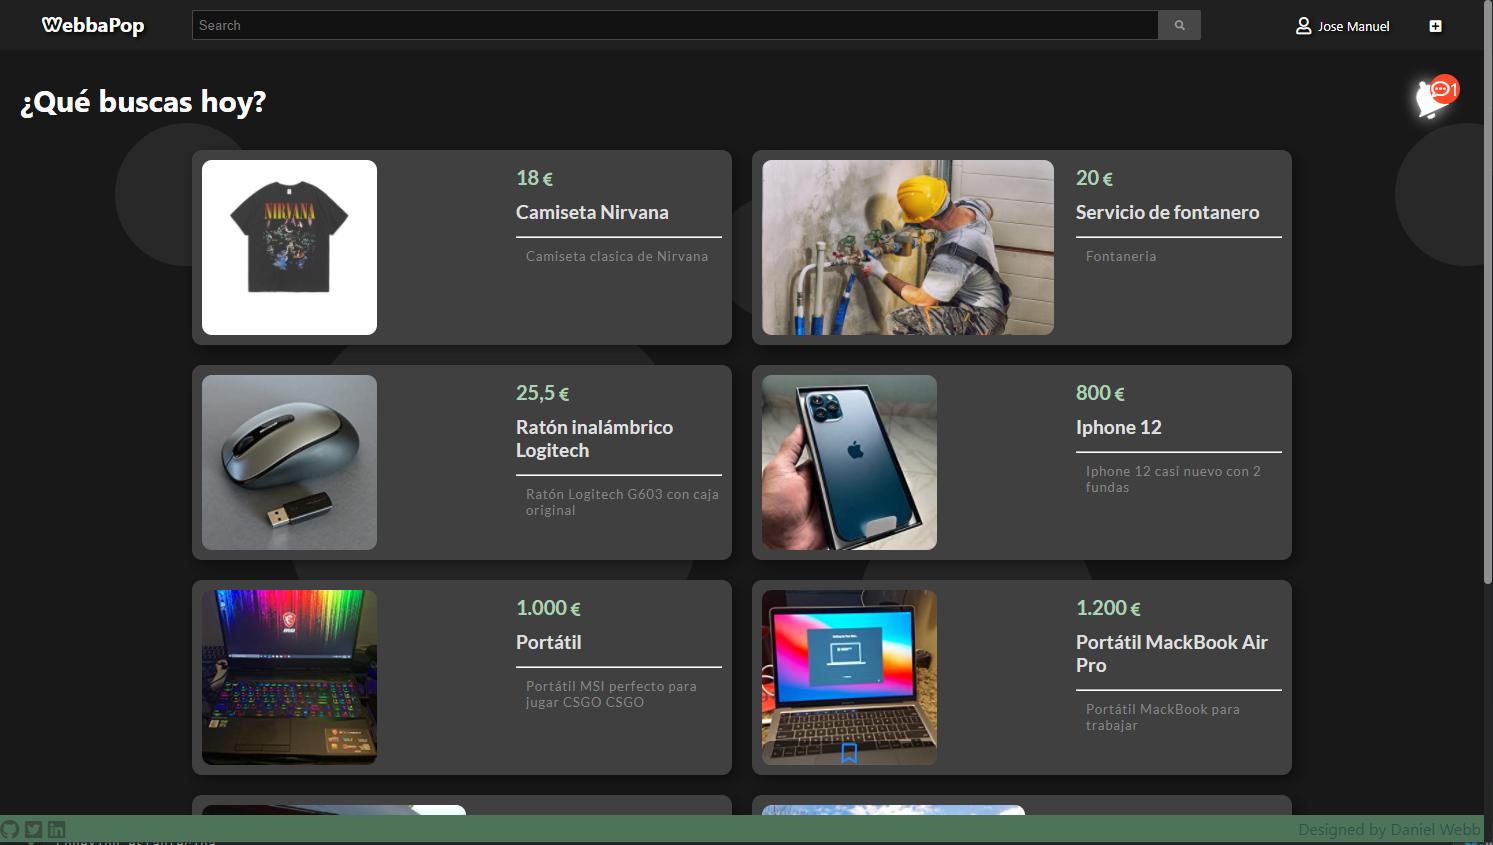 WebbaPop
Search
Jose Manuel
¿Qué buscas hoy?
1
NIRVANA
18 €
Camiseta Nirvana
Camiseta clasica de Nirvana
20 €
Servicio de fontanero
Fontaneria
25,5 €
Ratón inalámbrico
Logitech
Ratón Logitech G603 con caja
original
800 €
Iphone 12
Iphone 12 casi nuevo con 2
fundas
msi
1.000 €
Portátil
Portátil MSI perfecto para
jugar CSGO CSGO
1.200 €
Portátil MackBook Air
Pro
Portátil MackBook para
trabajar
Designed by Daniel Webb